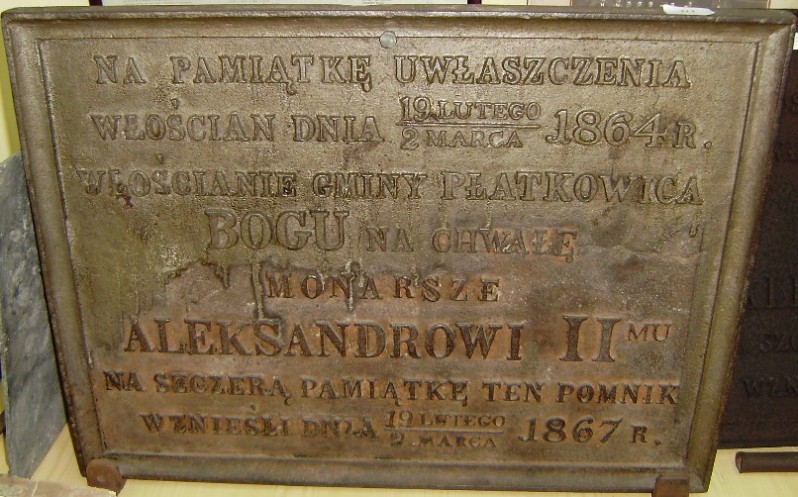 NA PAMIĄTKĘ UWŁASZCZENIA
WŁOŚCIAN DNIA 19 LUTEGO / 2 MARCA 1864 R.
WŁOŚCIANIE GMINY PŁATKOWICA
BOGU NA CHWAŁĘ
MONARSZE
ALEKSANDROWI II MU
NA SZCZERĄ PAMIĄTKĘ TEN POMNIK
WZNIEŚLI DNIA 19 LUTEGO / 2 MARCA 1867 R.